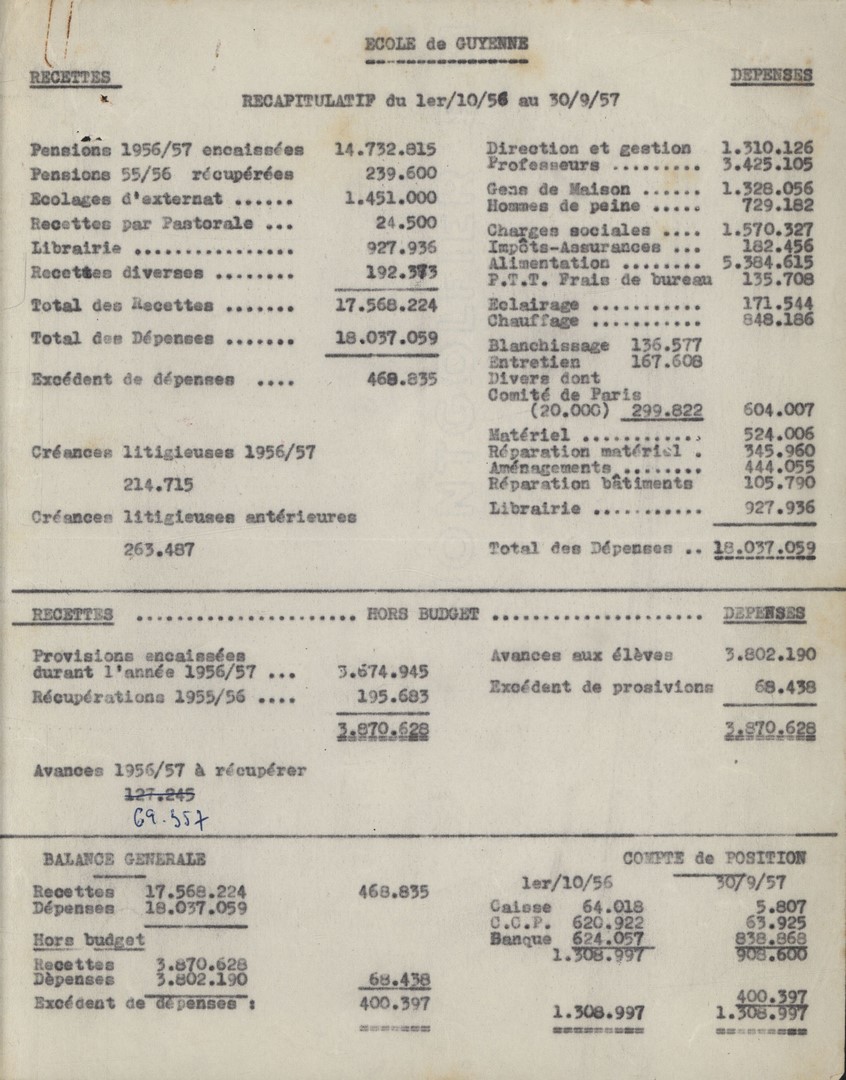 ECOLE de GUYENNE
RECETTES
DEPENSES
RECAPITULATIF du 1er/10/56 au 30/9/57
Pensions 1956/57 encaissées 14.732.815
Pensions 55/56 récupérées 239.600
Ecolages d'externat ...... 1.451.000
Recettes par Pastorale ... 24.500
Librairie ................ 927.936
Recettes diverses ........ 192.373
Total des Recettes ....... 17.568.224
Total des Dépenses ....... 18.037.059
Excédent de dépenses .... 468.835
Créances litigieuses 1956/57
214.715
Créances litigieuses antérieures
263.487
Direction et gestion 1.310.126
Professeurs ......... 3.425.105
Gens de Maison ...... 1.328.056
Hommes de peine ..... 729.182
Charges sociales .... 1.570.327
Impôts-Assurances ... 182.456
Alimentation ........ 5.384.615
P.T.T. Frais de bureau 135.708
Eclairage ........... 171.544
Chauffage ........... 848.186
Blanchissage 136.577
Entretien 167.608
Divers dont
Comité de Paris
(20.000) 299.822 604.007
Matériel ............ 524.006
Réparation matériel . 345.960
Aménagements ........ 444.055
Réparation bâtiments 105.790
Librairie ........... 927.936
Total des Dépenses .. 18.037.059
RECETTES ..................... HORS BUDGET ..................... DEPENSES
Provisions encaissées
durant l'année 1956/57 ... 3.674.945
Récupérations 1955/56 .... 195.683
3.870.628
Avances aux élèves 3.802.190
Excédent de prosivions 68.438
3.870.628
Avances 1956/57 à récupérer
127.245
69.557
BALANCE GENERALE
Recettes 17.568.224 468.835
Dépenses 18.037.059
Hors budget
Recettes 3.870.628
Dèpenses 3.802.190 68.438
Excédent de dépenses : 400.397
COMPTE de POSITION
1er/10/56 30/9/57
Caisse 64.018 5.807
C.C.P. 620.922 63.925
Banque 624.057 838.868
1.308.997 908.600
400.397
1.308.997 1.308.997